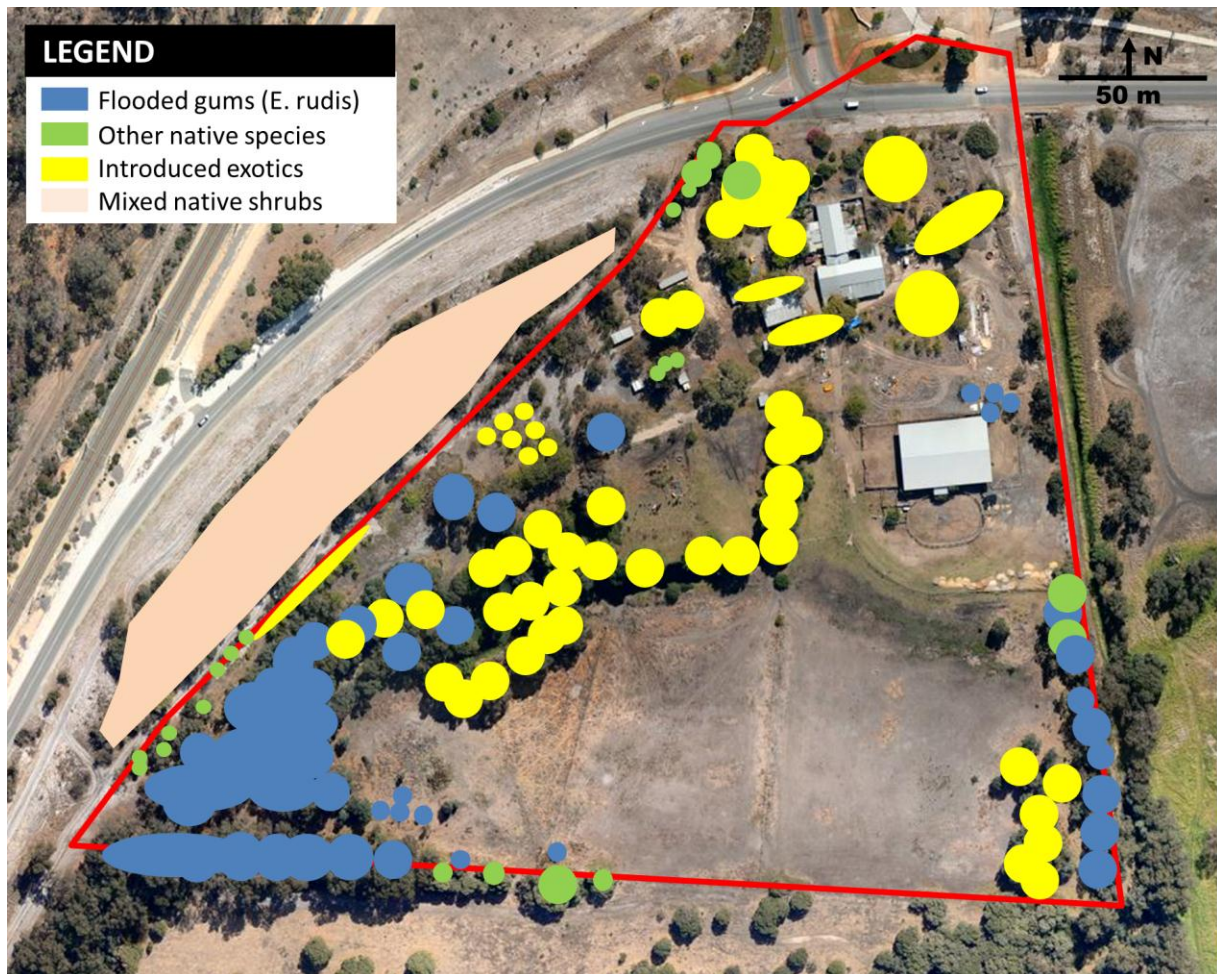 LEGEND
Flooded gums (E. rudis)
Other native species
Introduced exotics
Mixed native shrubs
N
50 m